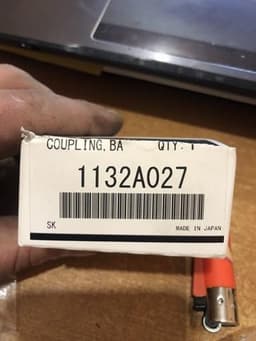 COUPLING, BA QTY. 1
1132A027
SK MADE IN JAPAN